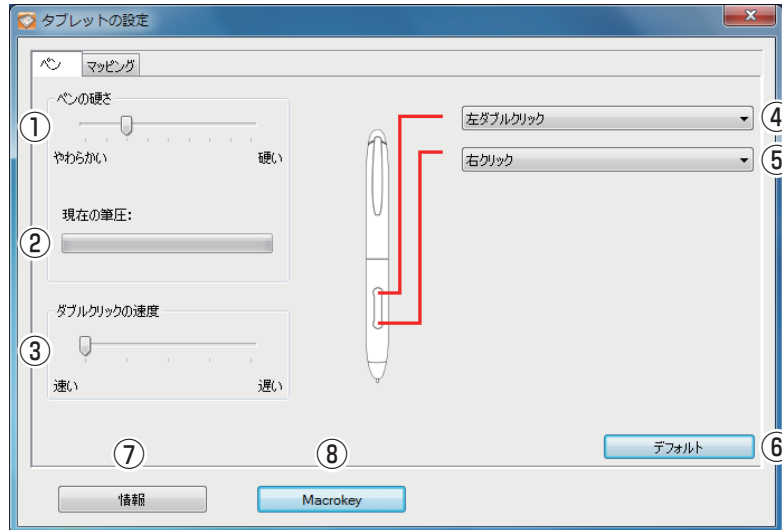 タブレットの設定
ペン マッピング
ペンの硬さ
① ④ 左ダブルクリック
やわらかい 硬い ⑤ 右クリック
現在の筆圧:
②
ダブルクリックの速度
③
速い 遅い
デフォルト ⑥
⑦ ⑧
情報 Macrokey